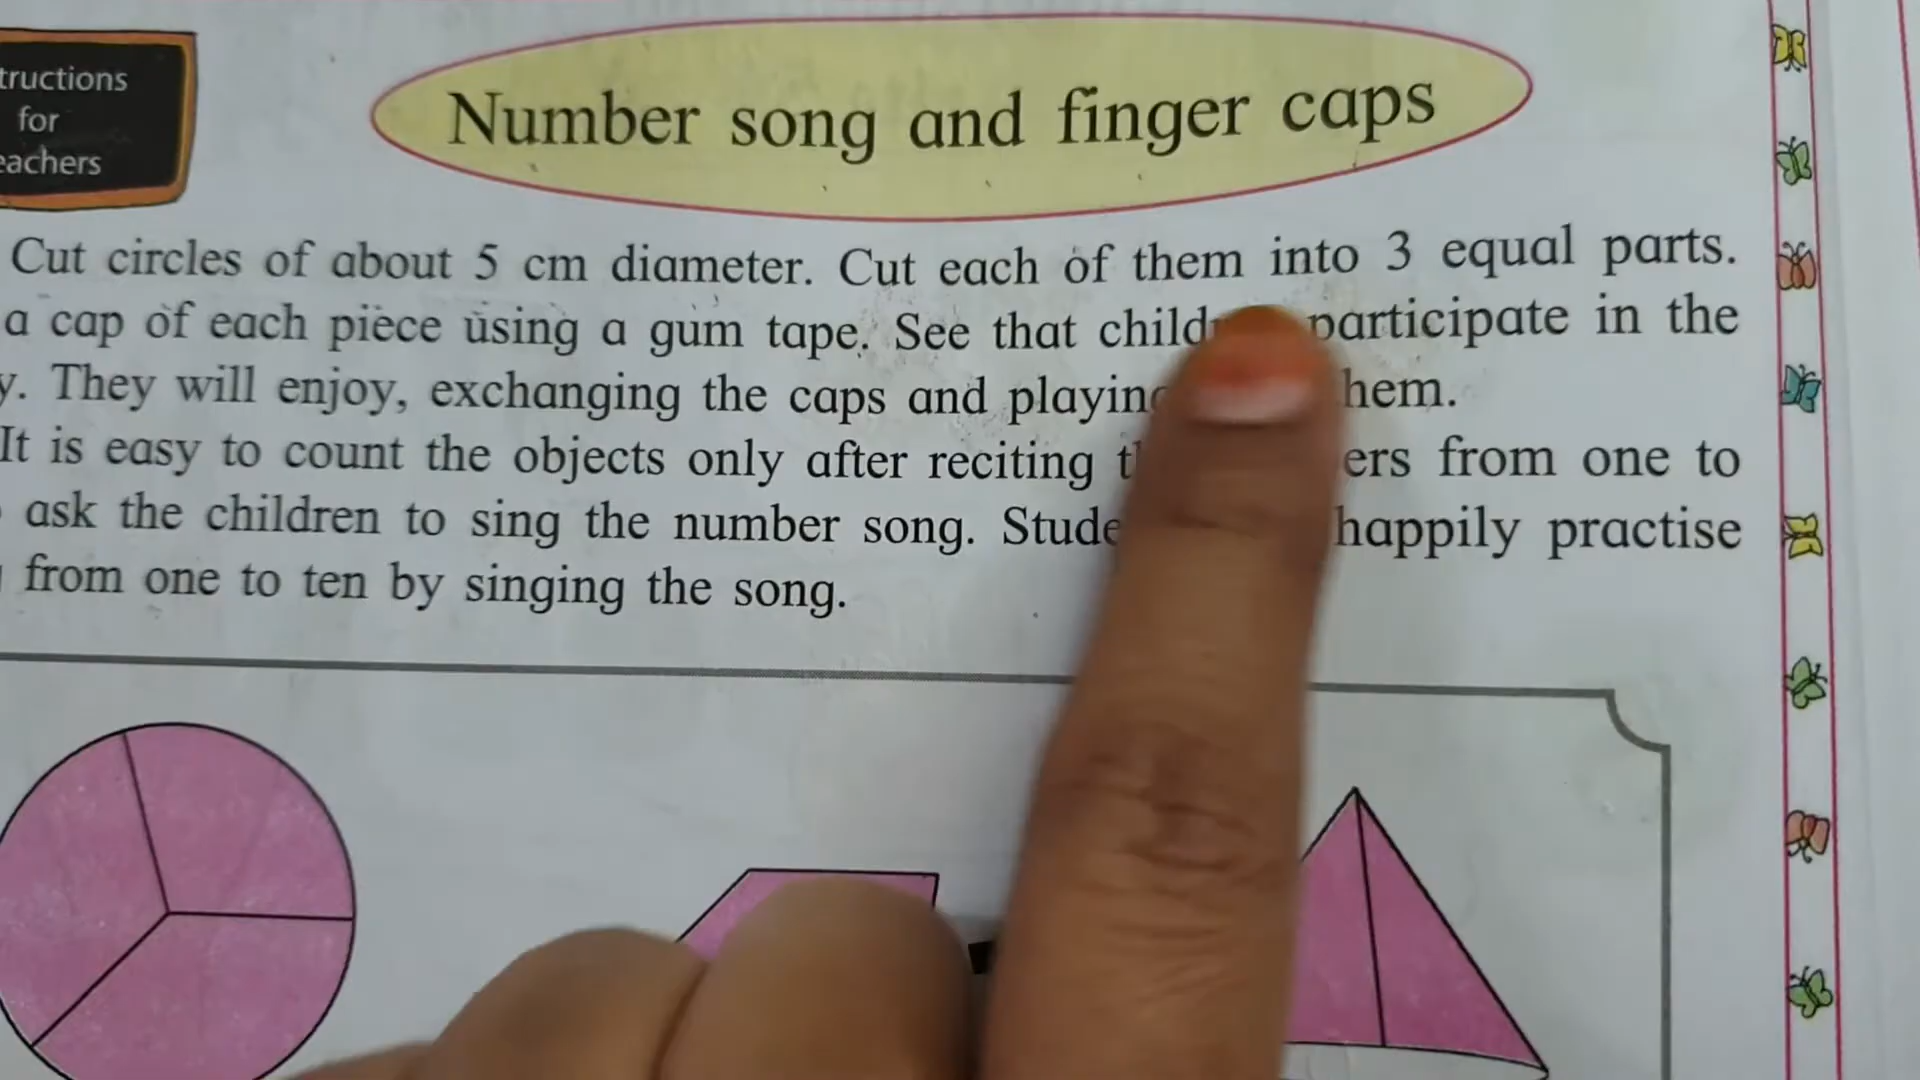 tructions
for
eachers
Number song and finger caps
Cut circles of about 5 cm diameter. Cut each of them into 3 equal parts.
a cap of each piece using a gum tape. See that participate in the
y. They will enjoy, exchanging the caps and playing hem.
It is easy to count the objects only after reciting ers from one to
ask the children to sing the number song. happily practise
from one to ten by singing the song.